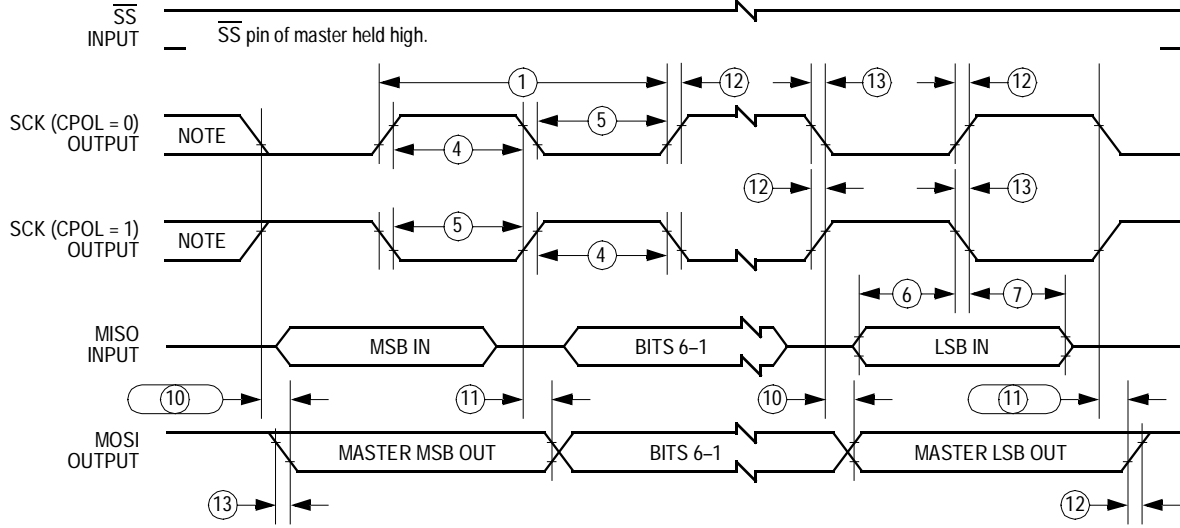 SS
INPUT
SS pin of master held high.
1
12
13
12
SCK (CPOL = 0)
OUTPUT
NOTE
5
4
12
13
SCK (CPOL = 1)
OUTPUT
NOTE
5
4
6
7
MISO
INPUT
MSB IN
BITS 6–1
LSB IN
10
11
10
11
MOSI
OUTPUT
MASTER MSB OUT
BITS 6–1
MASTER LSB OUT
13
12